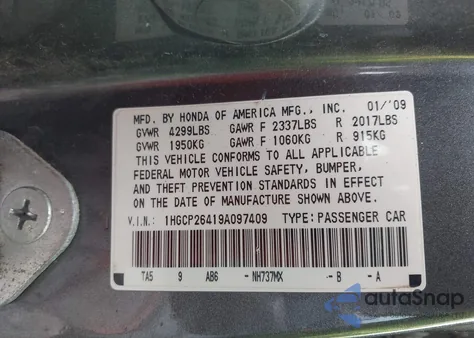 MFD. BY HONDA OF AMERICA MFG., INC. 01/'09
GVWR 4299LBS GAWR F 2337LBS R 2017LBS
GVWR 1950KG GAWR F 1060KG R 915KG
THIS VEHICLE CONFORMS TO ALL APPLICABLE
FEDERAL MOTOR VEHICLE SAFETY, BUMPER,
AND THEFT PREVENTION STANDARDS IN EFFECT
ON THE DATE OF MANUFACTURE SHOWN ABOVE.
V.I.N: 1HGCP26419A097409 TYPE: PASSENGER CAR
TA5 9 AB6 - NH737MX - B - A
autoSnap